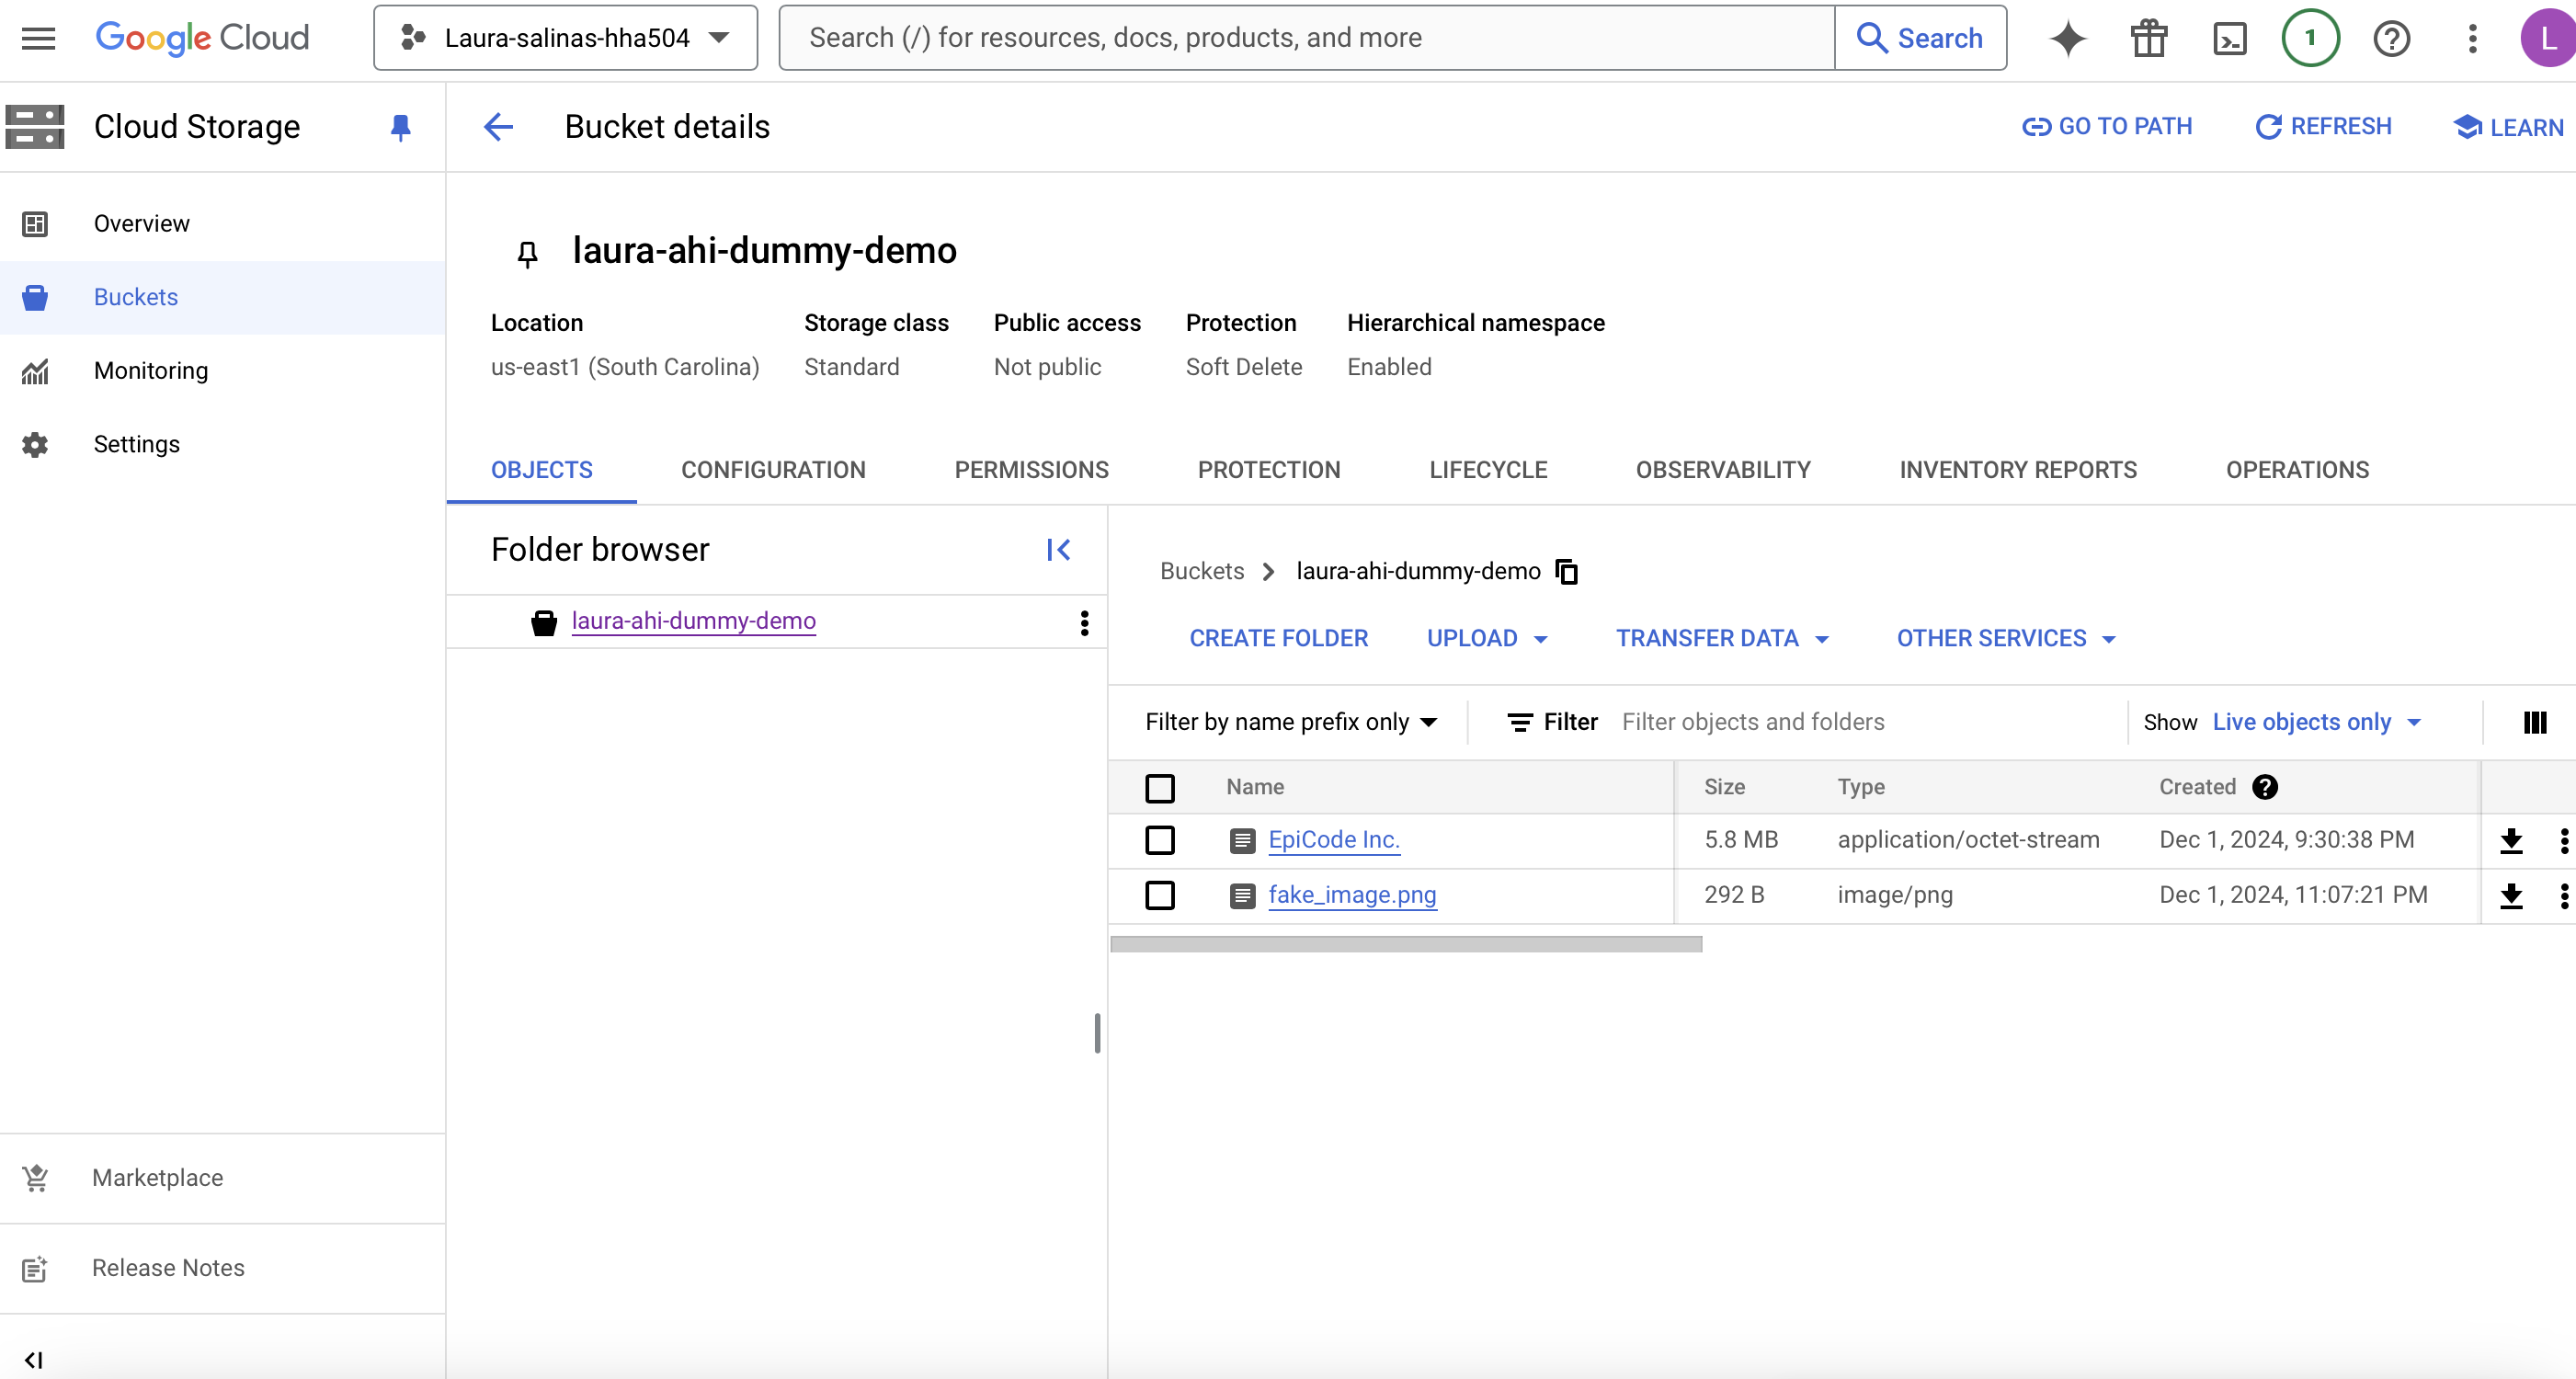 Google Cloud
Laura-salinas-hha504
Search (/) for resources, docs, products, and more
Search
1
L
Cloud Storage
Bucket details
GO TO PATH
REFRESH
LEARN
Overview
Buckets
Monitoring
Settings
laura-ahi-dummy-demo
Location Storage class Public access Protection Hierarchical namespace
us-east1 (South Carolina) Standard Not public Soft Delete Enabled
OBJECTS CONFIGURATION PERMISSIONS PROTECTION LIFECYCLE OBSERVABILITY INVENTORY REPORTS OPERATIONS
Folder browser
laura-ahi-dummy-demo
Buckets laura-ahi-dummy-demo
CREATE FOLDER UPLOAD TRANSFER DATA OTHER SERVICES
Filter by name prefix only Filter Filter objects and folders Show Live objects only
Name Size Type Created
EpiCode Inc. 5.8 MB application/octet-stream Dec 1, 2024, 9:30:38 PM
fake_image.png 292 B image/png Dec 1, 2024, 11:07:21 PM
Marketplace
Release Notes